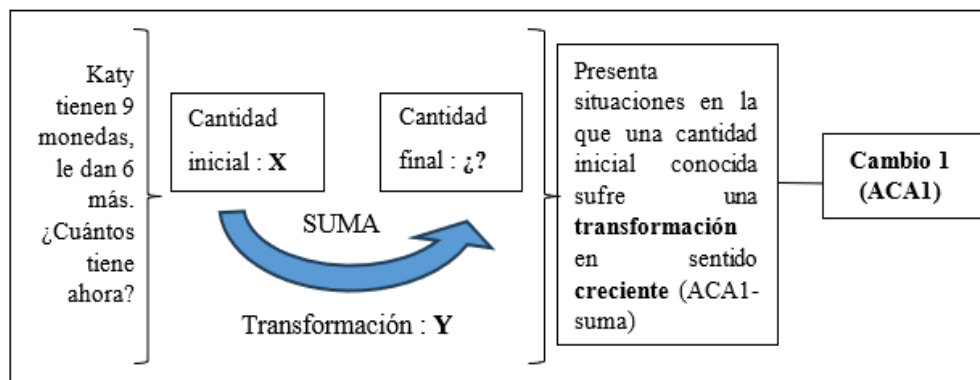 Katy
tienen 9
monedas,
le dan 6
más.
¿Cuántos
tiene
ahora?
Cantidad
inicial : X
Cantidad
final : ¿?
SUMA
Transformación : Y
Presenta
situaciones en la
que una cantidad
inicial conocida
sufre una
transformación
en sentido
creciente (ACA1-
suma)
Cambio 1
(ACA1)